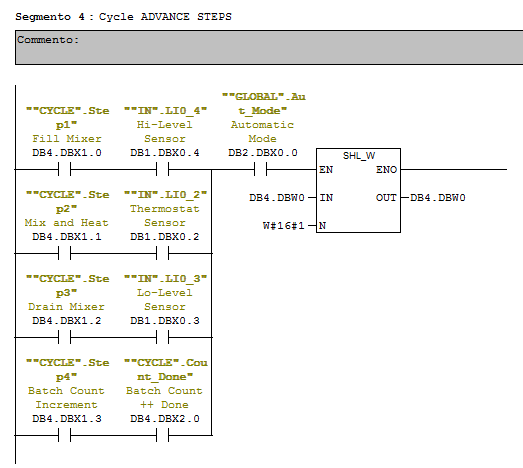 Segmento 4 : Cycle ADVANCE STEPS
Commento:
""GLOBAL".Au
""CYCLE".Ste ""IN".LI0_4" t_Mode"
p1" Hi-Level Automatic
Fill Mixer Sensor Mode
DB4.DBX1.0 DB1.DBX0.4 DB2.DBX0.0
SHL_W
EN ENO
""CYCLE".Ste ""IN".LI0_2"
p2" Thermostat DB4.DBW0 IN OUT DB4.DBW0
Mix and Heat Sensor
W#16#1 N
DB4.DBX1.1 DB1.DBX0.2
""CYCLE".Ste ""IN".LI0_3"
p3" Lo-Level
Drain Mixer Sensor
DB4.DBX1.2 DB1.DBX0.3
""CYCLE".Ste ""CYCLE".Cou
p4" nt_Done"
Batch Count Batch Count
Increment ++ Done
DB4.DBX1.3 DB4.DBX2.0